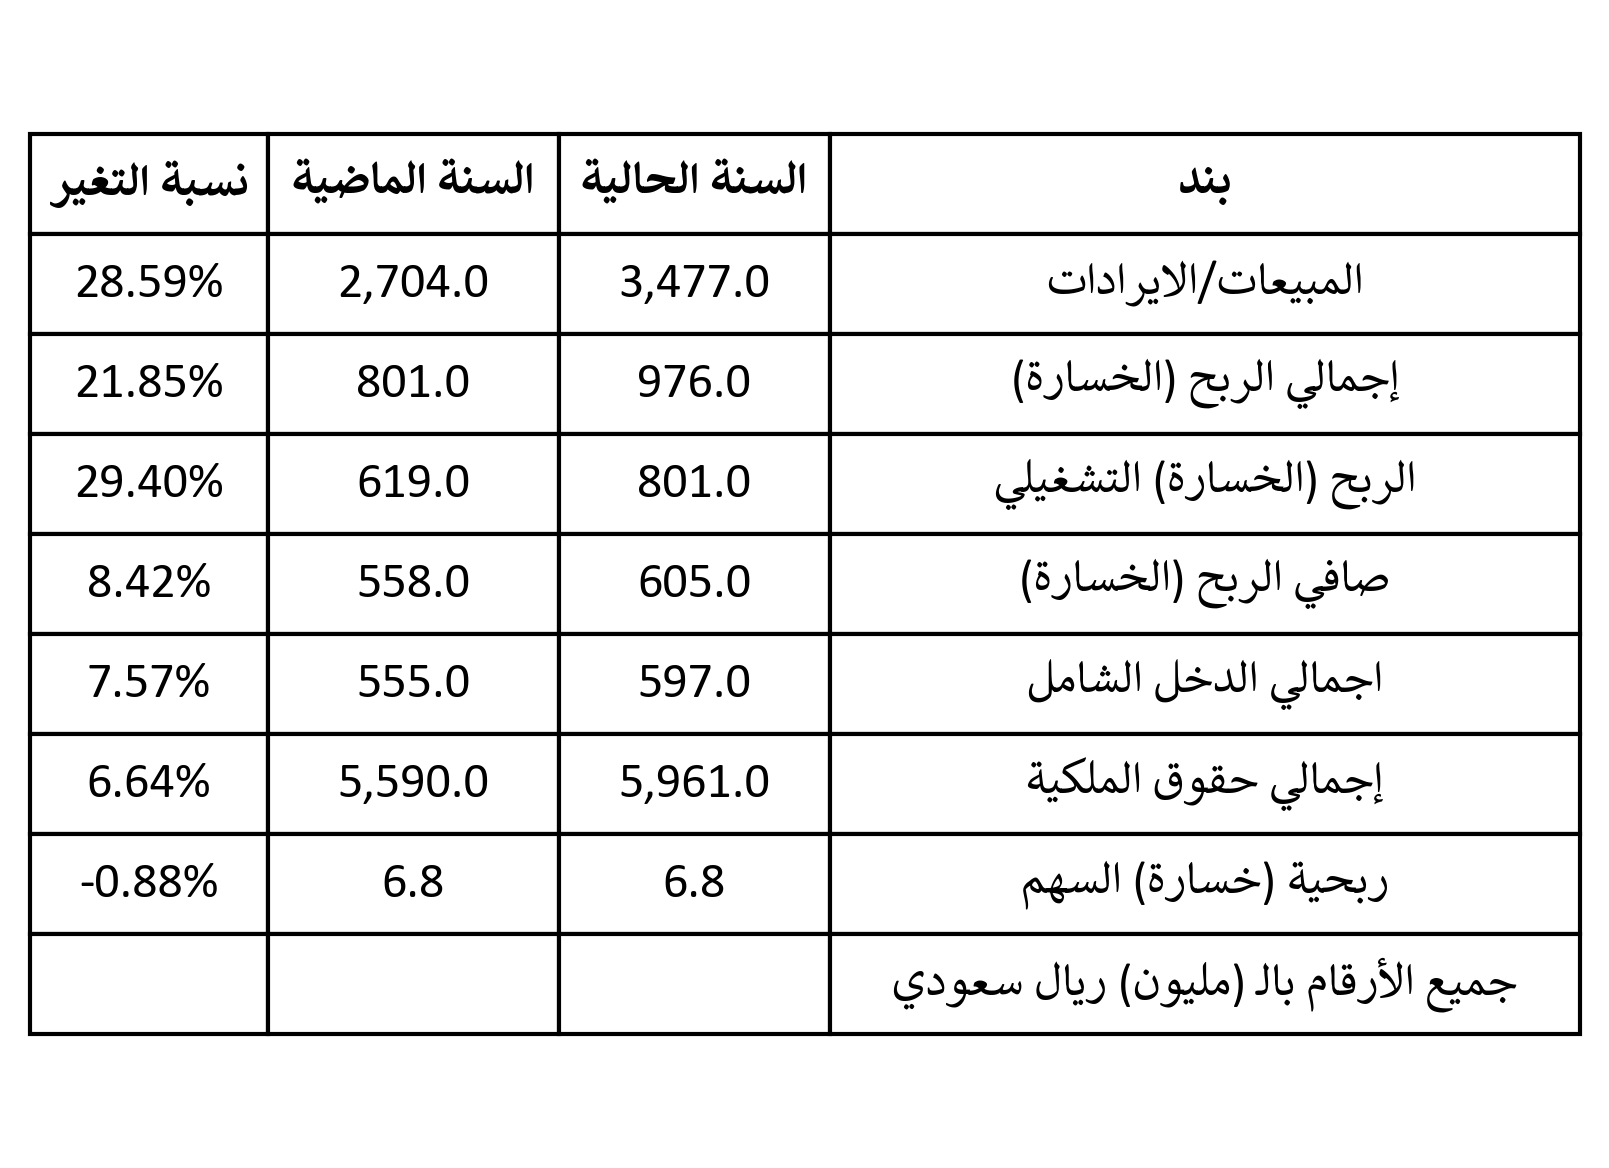 بند السنة الحالية السنة الماضية نسبة التغير
المبيعات/الايرادات 3,477.0 2,704.0 28.59%
إجمالي الربح (الخسارة) 976.0 801.0 21.85%
الربح (الخسارة) التشغيلي 801.0 619.0 29.40%
صافي الربح (الخسارة) 605.0 558.0 8.42%
اجمالي الدخل الشامل 597.0 555.0 7.57%
إجمالي حقوق الملكية 5,961.0 5,590.0 6.64%
ربحية (خسارة) السهم 6.8 6.8 -0.88%
جميع الأرقام بالـ (مليون) ريال سعودي